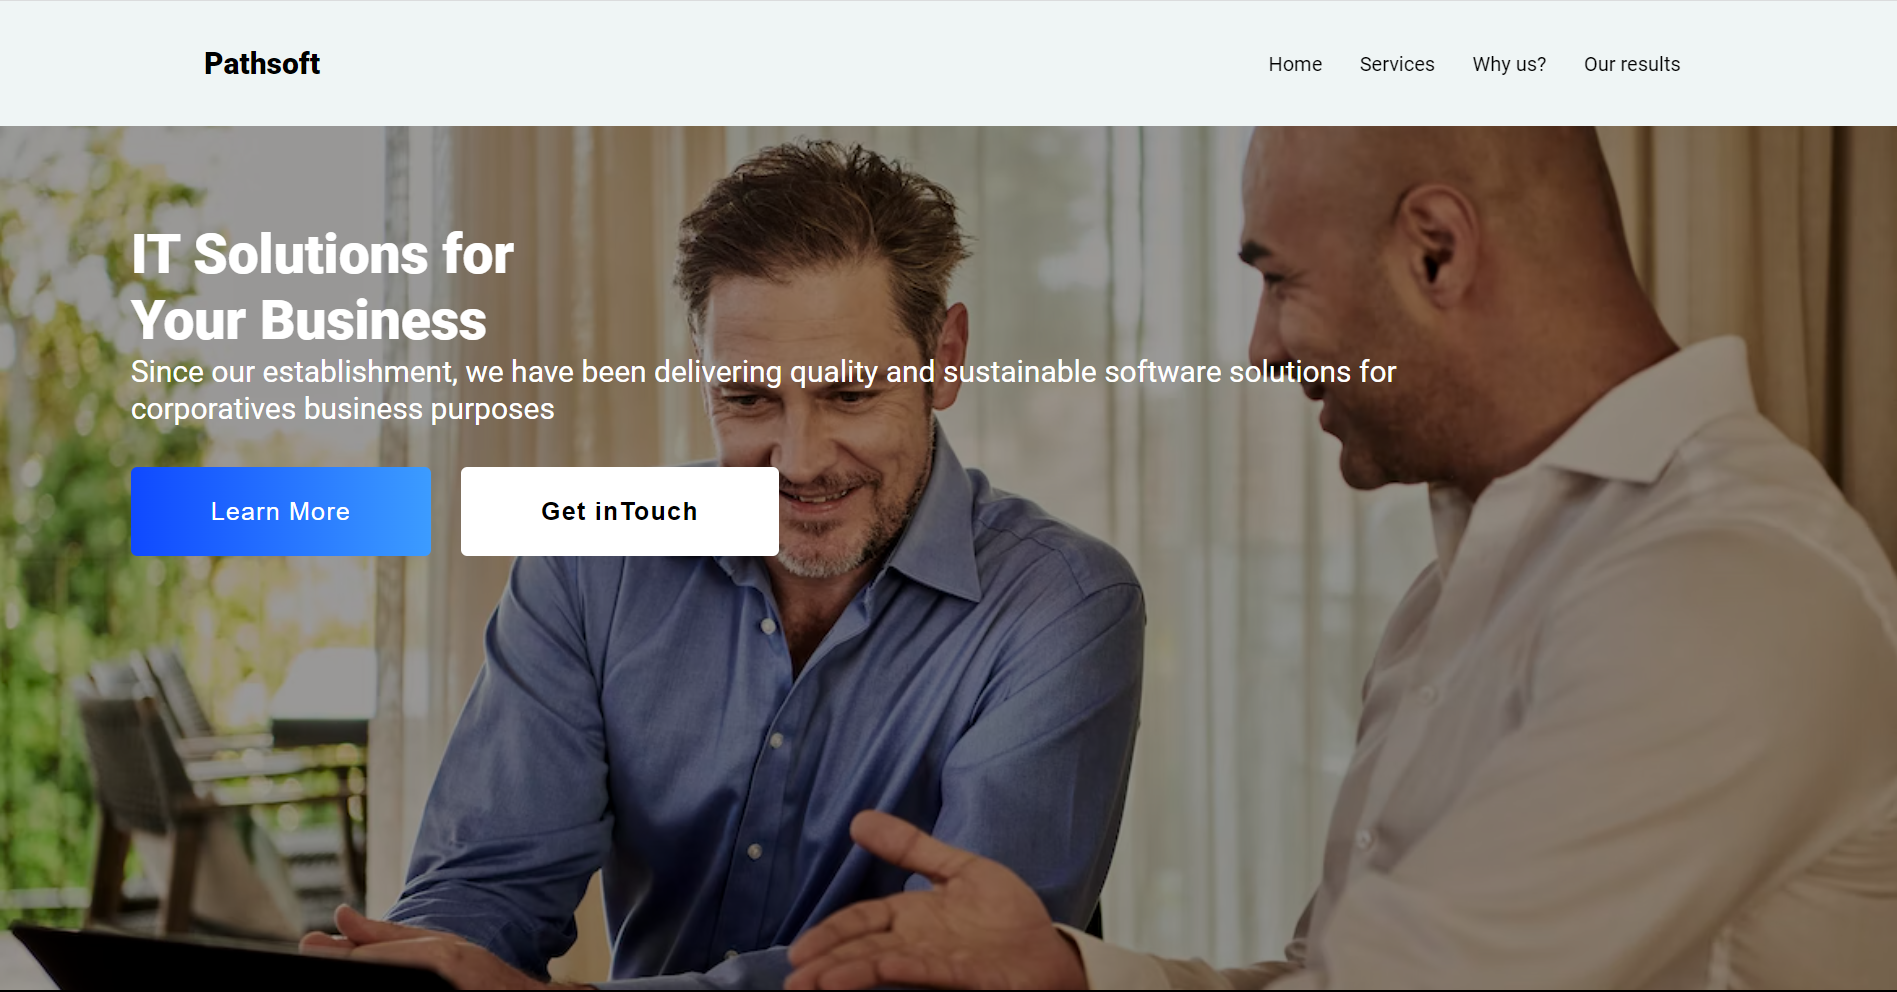 Pathsoft
Home Services Why us? Our results
IT Solutions for
Your Business
Since our establishment, we have been delivering quality and sustainable software solutions for
corporatives business purposes
Learn More
Get inTouch